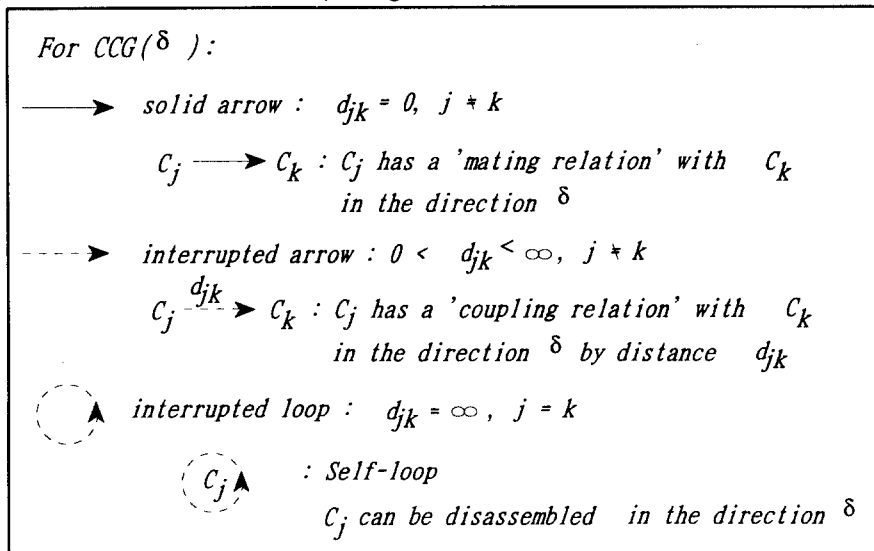 For CCG(δ ):
solid arrow : d_jk = 0, j ≠ k
C_j → C_k : C_j has a 'mating relation' with C_k
in the direction δ
interrupted arrow : 0 < d_jk < ∞, j ≠ k
d_jk
C_j ⇢ C_k : C_j has a 'coupling relation' with C_k
in the direction δ by distance d_jk
interrupted loop : d_jk = ∞ , j = k
C_j : Self-loop
C_j can be disassembled in the direction δ